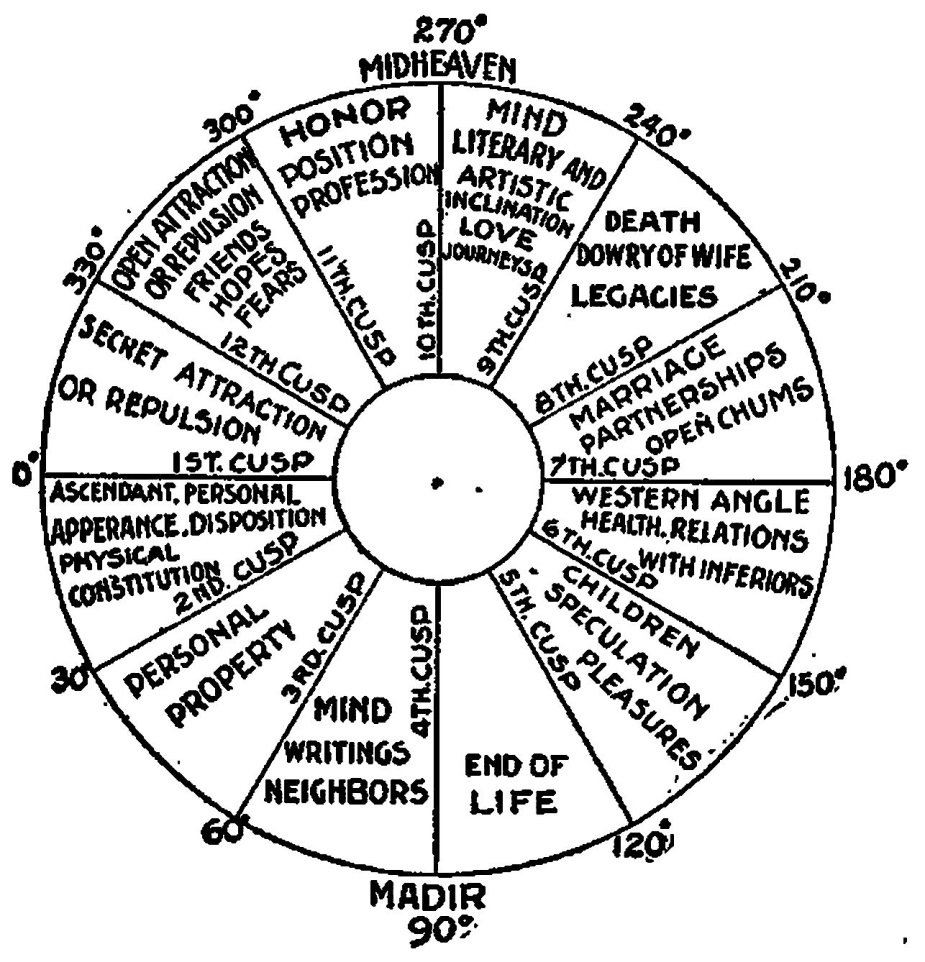 270°
MIDHEAVEN
300°
HONOR
POSITION
PROFESSION
11TH. CUSP
10TH. CUSP
MIND
LITERARY AND
ARTISTIC
INCLINATION
LOVE
JOURNEYS
9TH. CUSP
240°
DEATH
DOWRY OF WIFE
LEGACIES
210°
8TH. CUSP
MARRIAGE
PARTNERSHIPS
OPEN CHUMS
7TH. CUSP
180°
WESTERN ANGLE
HEALTH. RELATIONS
WITH INFERIORS
6TH. CUSP
150°
CHILDREN
SPECULATION
PLEASURES
5TH. CUSP
120°
END OF
LIFE
4TH. CUSP
MADIR
90°
MIND
WRITINGS
NEIGHBORS
3RD. CUSP
60°
PERSONAL
PROPERTY
2ND. CUSP
30°
ASCENDANT. PERSONAL
APPERANCE. DISPOSITION
PHYSICAL
CONSTITUTION
1ST. CUSP
0°
SECRET ATTRACTION
OR REPULSION
12TH CUSP
330°
OPEN ATTRACTION
OR REPULSION
FRIENDS
HOPES
FEARS